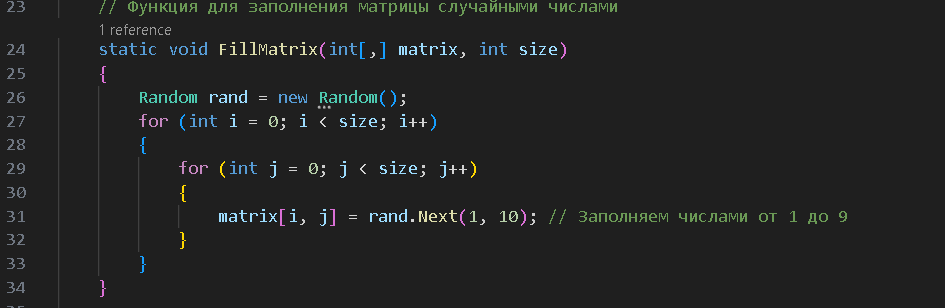 23 // Функция для заполнения матрицы случайными числами
1 reference
24 static void FillMatrix(int[,] matrix, int size)
25 {
26 Random rand = new Random();
27 for (int i = 0; i < size; i++)
28 {
29 for (int j = 0; j < size; j++)
30 {
31 matrix[i, j] = rand.Next(1, 10); // Заполняем числами от 1 до 9
32 }
33 }
34 }